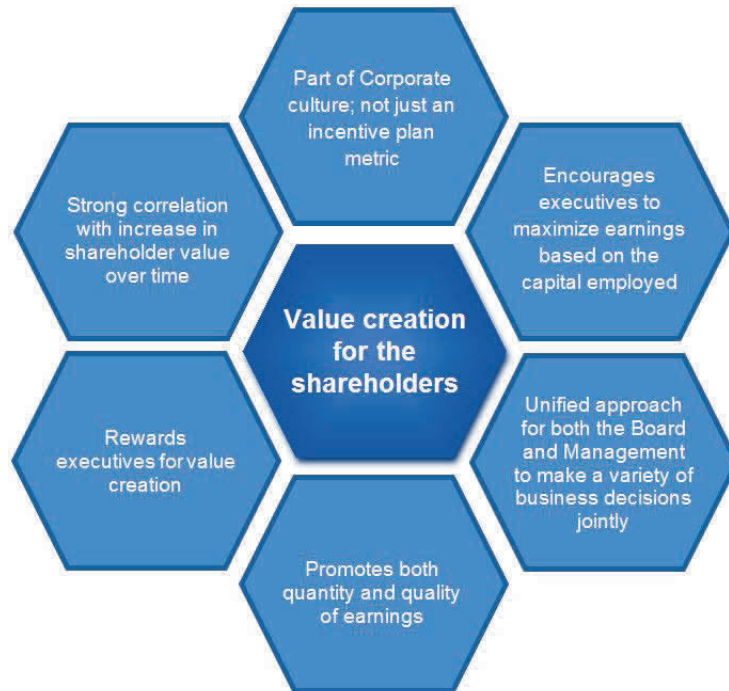 Part of Corporate
culture; not just an
incentive plan
metric
Encourages
executives to
maximize earnings
based on the
capital employed
Unified approach
for both the Board
and Management
to make a variety
of business decisions
jointly
Promotes both
quantity and quality
of earnings
Rewards
executives for value
creation
Strong correlation
with increase in
shareholder value
over time
Value creation
for the
shareholders